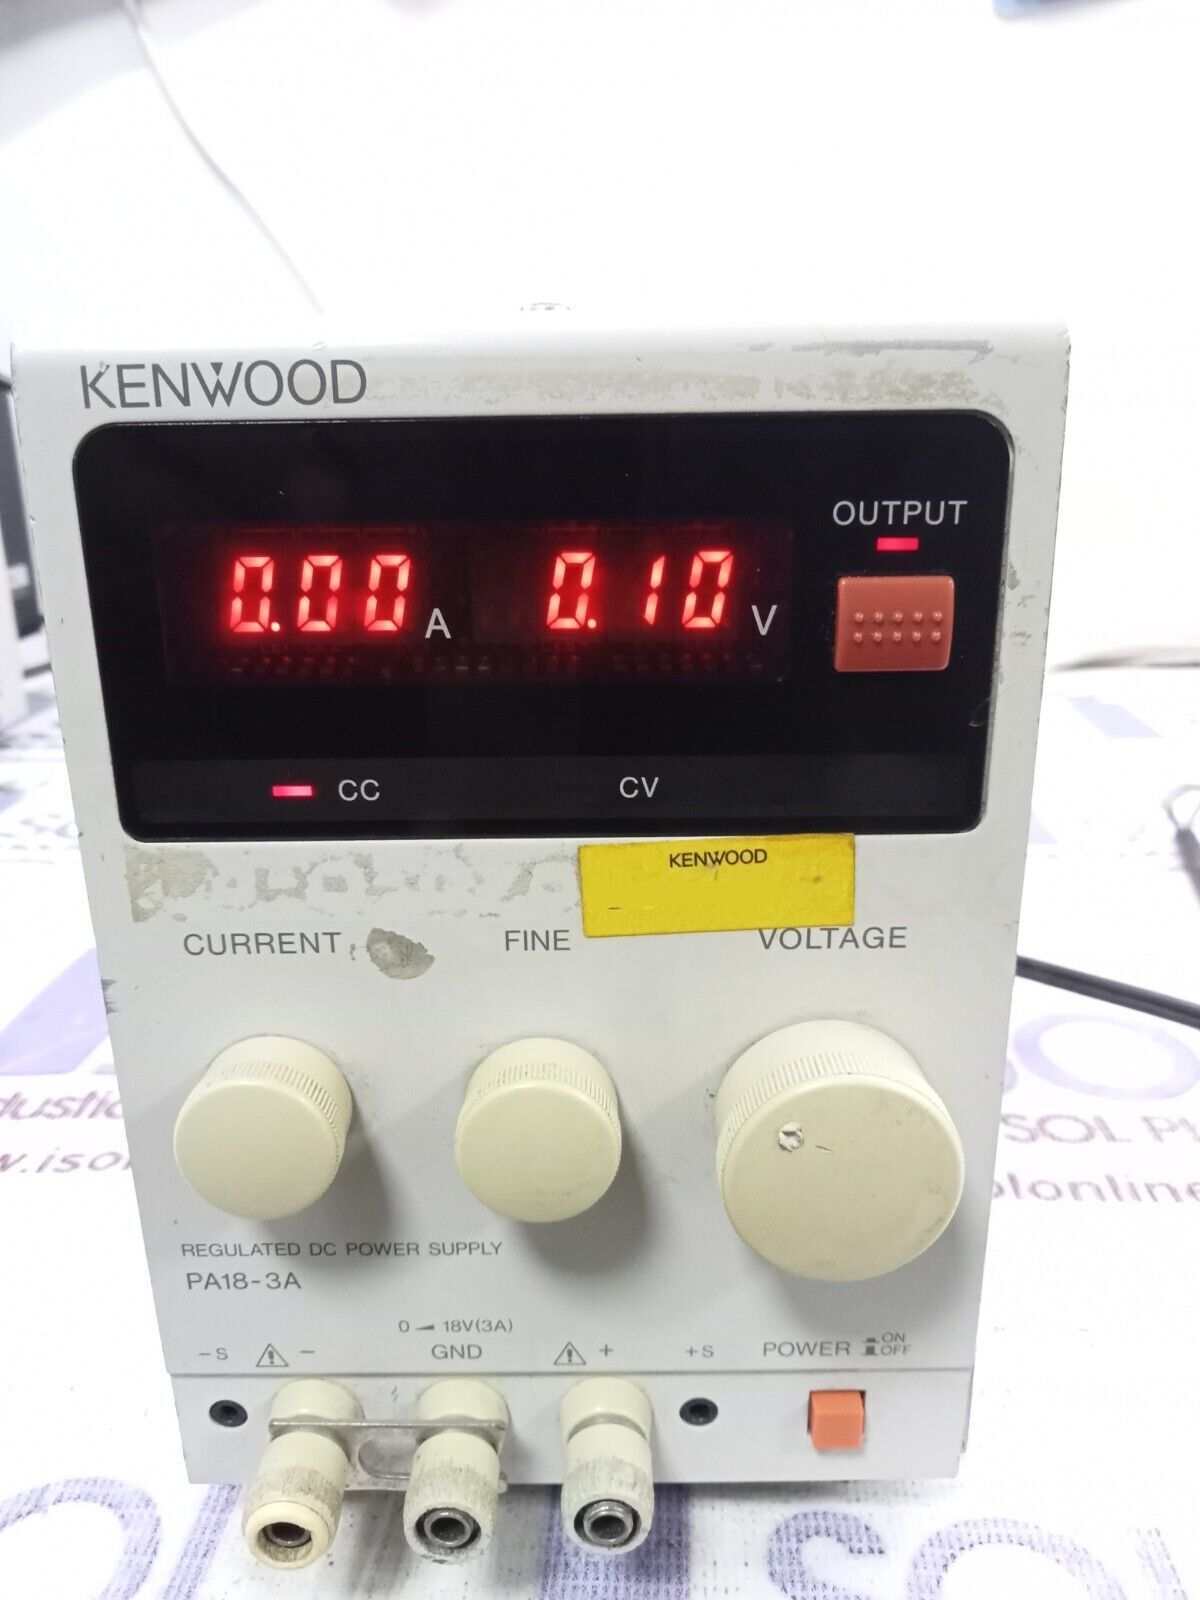 KENWOOD
OUTPUT
0.00 A 0.10 V
CC CV
KENWOOD
CURRENT FINE VOLTAGE
REGULATED DC POWER SUPPLY
PA18-3A
0 18V(3A)
-S - GND + +S POWER ON
OFF
SOL